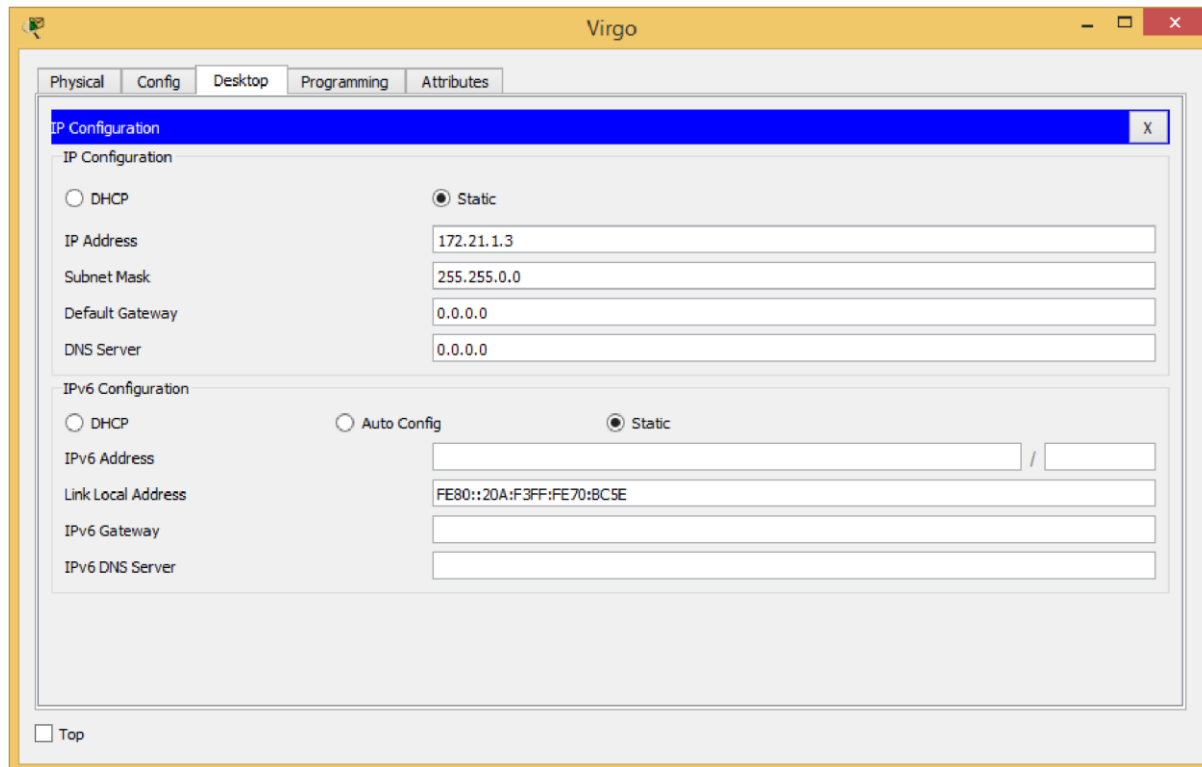 Virgo
Physical Config Desktop Programming Attributes
IP Configuration X
IP Configuration
DHCP Static
IP Address 172.21.1.3
Subnet Mask 255.255.0.0
Default Gateway 0.0.0.0
DNS Server 0.0.0.0
IPv6 Configuration
DHCP Auto Config Static
IPv6 Address /
Link Local Address FE80::20A:F3FF:FE70:BC5E
IPv6 Gateway
IPv6 DNS Server
Top